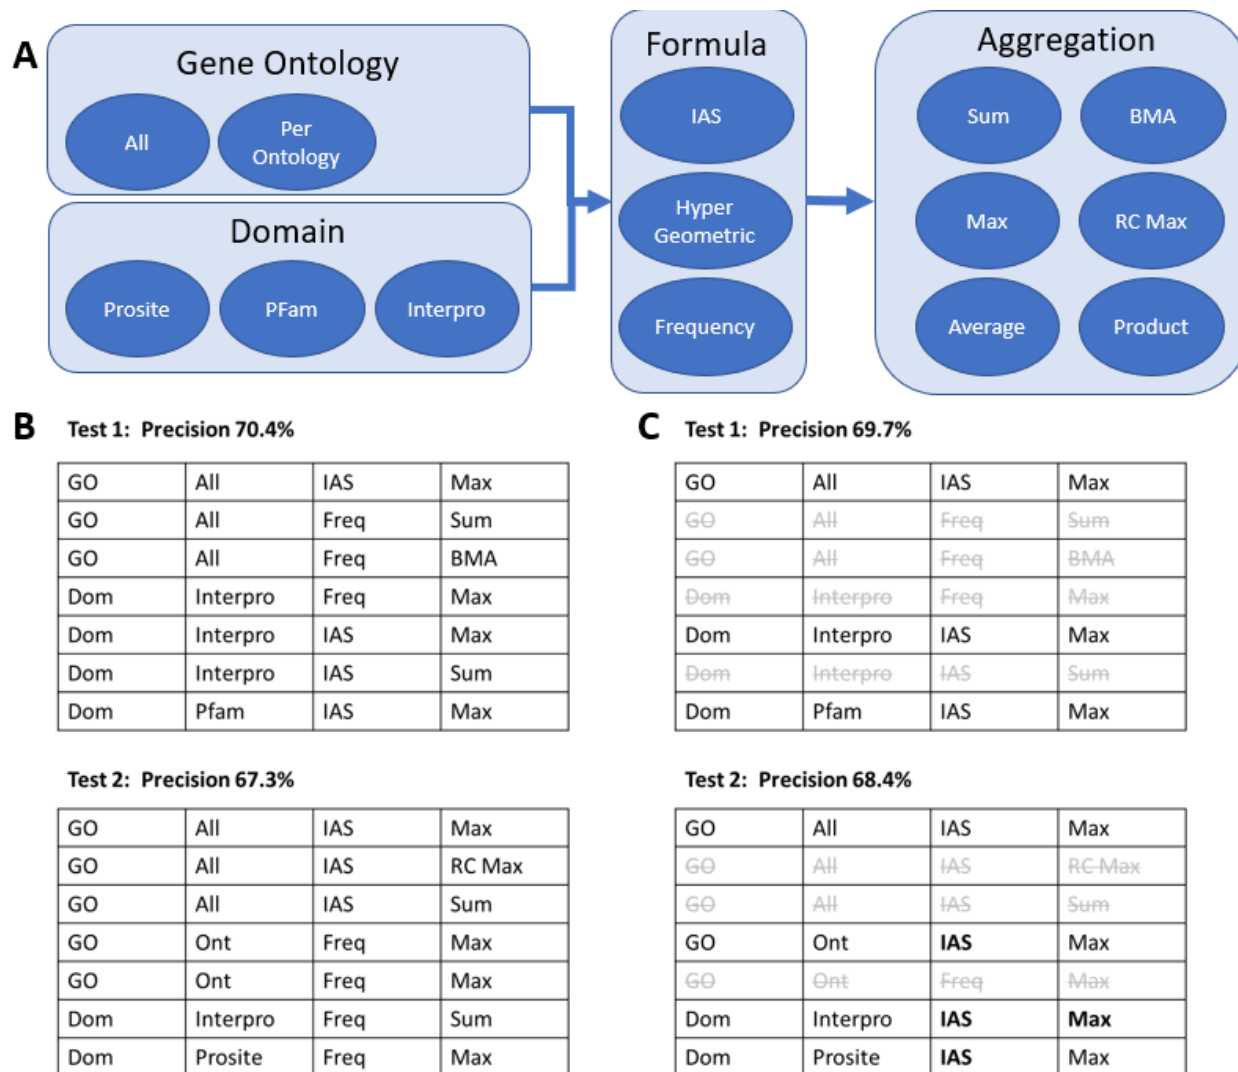 A
Gene Ontology
All
Per
Ontology
Domain
Prosite
PFam
Interpro
Formula
IAS
Hyper
Geometric
Frequency
Aggregation
Sum
BMA
Max
RC Max
Average
Product
B
Test 1: Precision 70.4%
GO All IAS Max
GO All Freq Sum
GO All Freq BMA
Dom Interpro Freq Max
Dom Interpro IAS Max
Dom Interpro IAS Sum
Dom Pfam IAS Max
Test 2: Precision 67.3%
GO All IAS Max
GO All IAS RC Max
GO All IAS Sum
GO Ont Freq Max
GO Ont Freq Max
Dom Interpro Freq Sum
Dom Prosite Freq Max
C
Test 1: Precision 69.7%
GO All IAS Max
GO All Freq Sum
GO All Freq BMA
Dom Interpro Freq Max
Dom Interpro IAS Max
Dom Interpro IAS Sum
Dom Pfam IAS Max
Test 2: Precision 68.4%
GO All IAS Max
GO All IAS RC Max
GO All IAS Sum
GO Ont IAS Max
GO Ont Freq Max
Dom Interpro IAS Max
Dom Prosite IAS Max